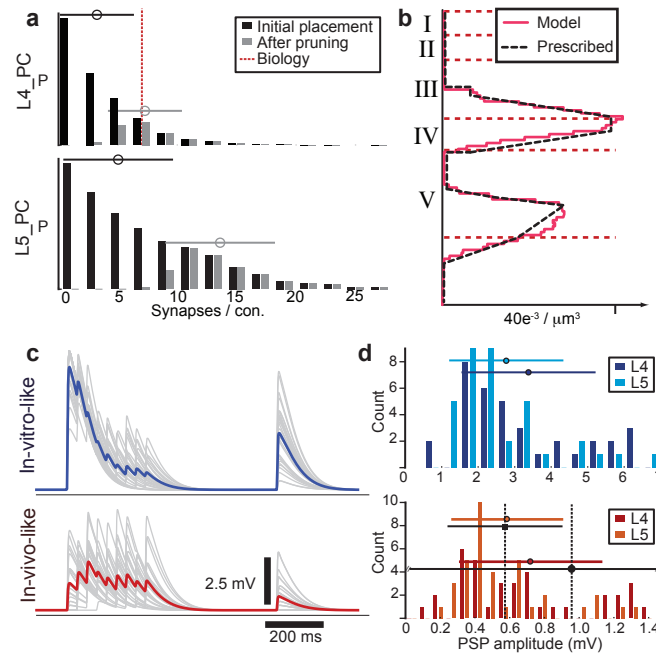 a
Initial placement
After pruning
Biology
L4_PC
P
L5_PC
P
0 5 10 15 20 25
Synapses / con.
b
Model
Prescribed
I
II
III
IV
V
40e⁻³ / μm³
c
In-vitro-like
In-vivo-like
2.5 mV
200 ms
d
L4
L5
Count
8
6
4
2
0 1 2 3 4 5 6 7
L4
L5
Count
10
8
6
4
2
0 0.2 0.4 0.6 0.8 1.0 1.2 1.4
PSP amplitude (mV)